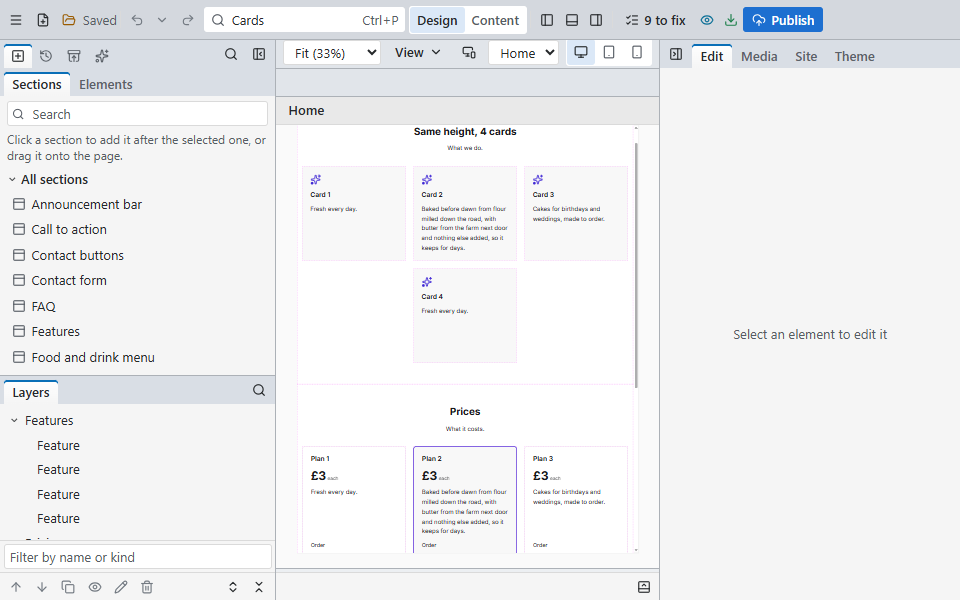 Saved
Cards
Ctrl+P
Design
Content
9 to fix
Publish
Sections
Elements
Search
Click a section to add it after the selected one, or
drag it onto the page.
All sections
Announcement bar
Call to action
Contact buttons
Contact form
FAQ
Features
Food and drink menu
Layers
Features
Feature
Feature
Feature
Feature
Filter by name or kind
Fit (33%)
View
Home
Home
Same height, 4 cards
What we do.
Card 1
Fresh every day.
Card 2
Baked before dawn from flour
milled down the road, with
butter from the farm next door
and nothing else added, so it
keeps for days.
Card 3
Cakes for birthdays and
weddings, made to order.
Card 4
Fresh every day.
Prices
What it costs.
Plan 1
£3 each
Fresh every day.
Order
Plan 2
£3 each
Baked before dawn from flour
milled down the road, with
butter from the farm next door
and nothing else added, so it
keeps for days.
Order
Plan 3
£3 each
Cakes for birthdays and
weddings, made to order.
Order
Edit
Media
Site
Theme
Select an element to edit it